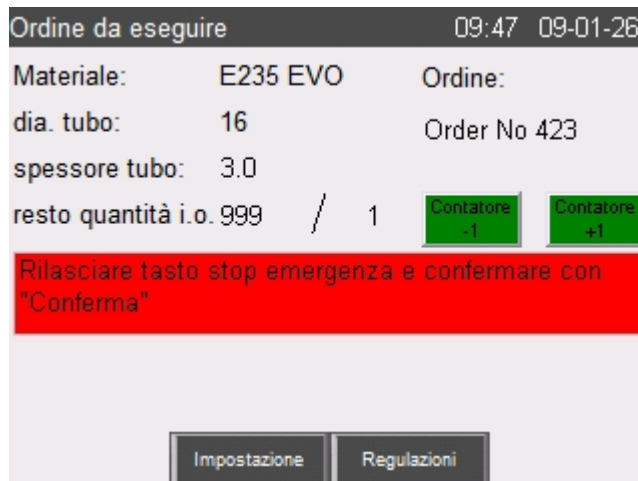 Ordine da eseguire 09:47 09-01-26
Materiale: E235 EVO Ordine:
dia. tubo: 16 Order No 423
spessore tubo: 3.0
resto quantità i.o. 999 / 1 Contatore -1 Contatore +1
Rilasciare tasto stop emergenza e confermare con
"Conferma"
Impostazione Regulazioni